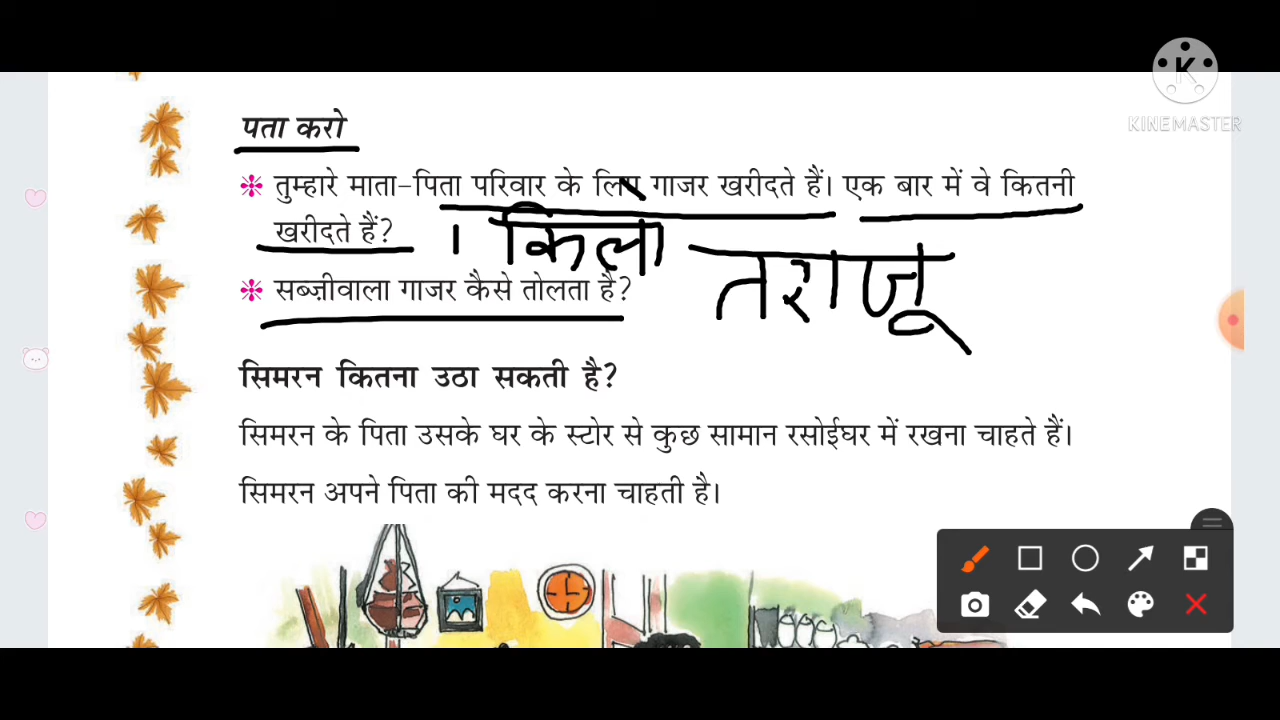 KINEMASTER
पता करो
तुम्हारे माता-पिता परिवार के लिए गाजर खरीदते हैं। एक बार में वे कितनी
खरीदते हैं? 1 किलो
सब्ज़ीवाला गाजर कैसे तोलता है? तराजू
सिमरन कितना उठा सकती है?
सिमरन के पिता उसके घर के स्टोर से कुछ सामान रसोईघर में रखना चाहते हैं।
सिमरन अपने पिता की मदद करना चाहती है।